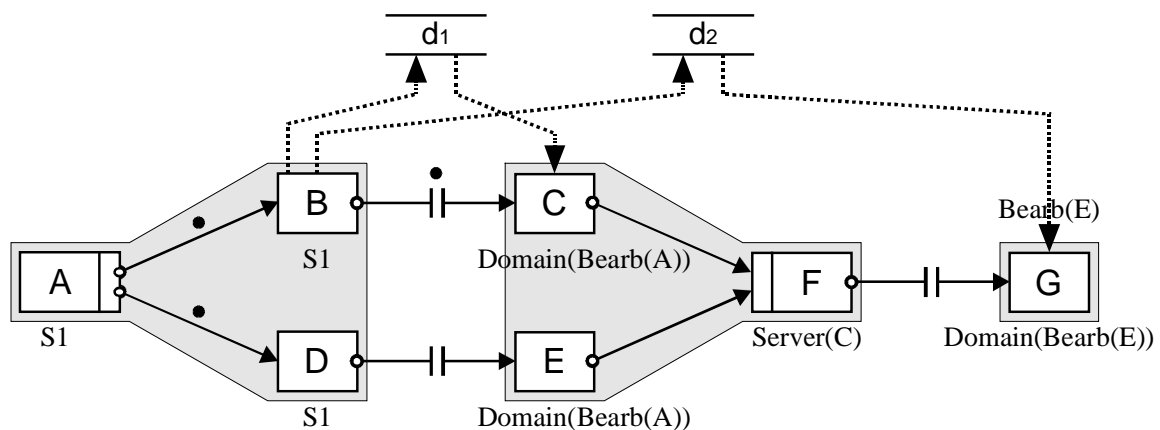 d1
d2
B
C
Bearb(E)
S1
Domain(Bearb(A))
A
F
G
S1
Server(C)
Domain(Bearb(E))
D
E
S1
Domain(Bearb(A))